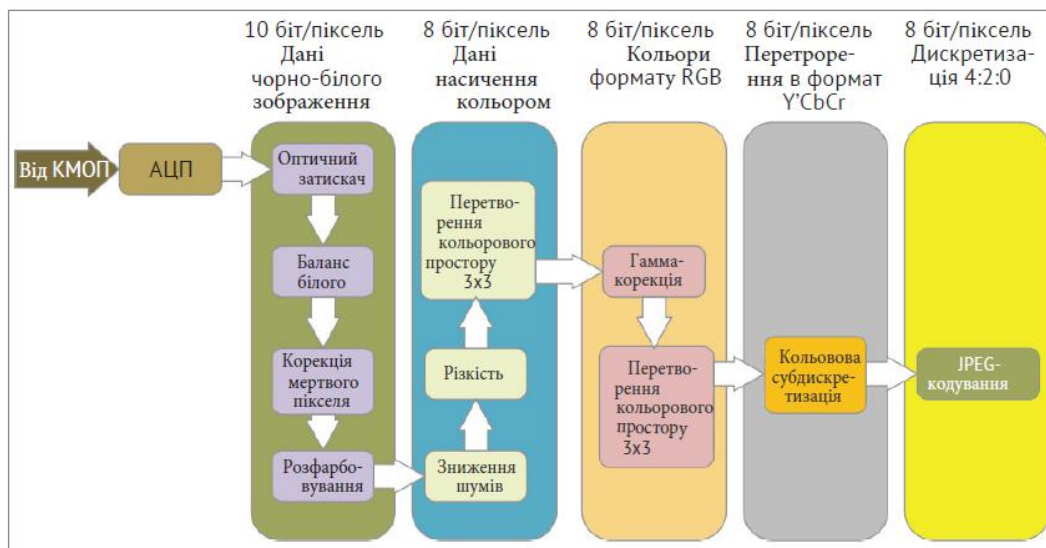 10 біт/піксель
Дані
чорно-білого
зображення
8 біт/піксель
Дані
насичення
кольором
8 біт/піксель
Кольори
формату RGB
8 біт/піксель
Перетроре-
ння в формат
Y'CbCr
8 біт/піксель
Дискретиза-
ція 4:2:0
Від КМОП
АЦП
Оптичний
затискач
Баланс
білого
Корекція
мертвого
пікселя
Розфарбо-
вування
Перетво-
рення
кольорового
простору
3x3
Різкість
Зниження
шумів
Гамма-
корекція
Перетво-
рення
кольорового
простору
3x3
Кольовова
субдискре-
тизація
JPEG-
кодування